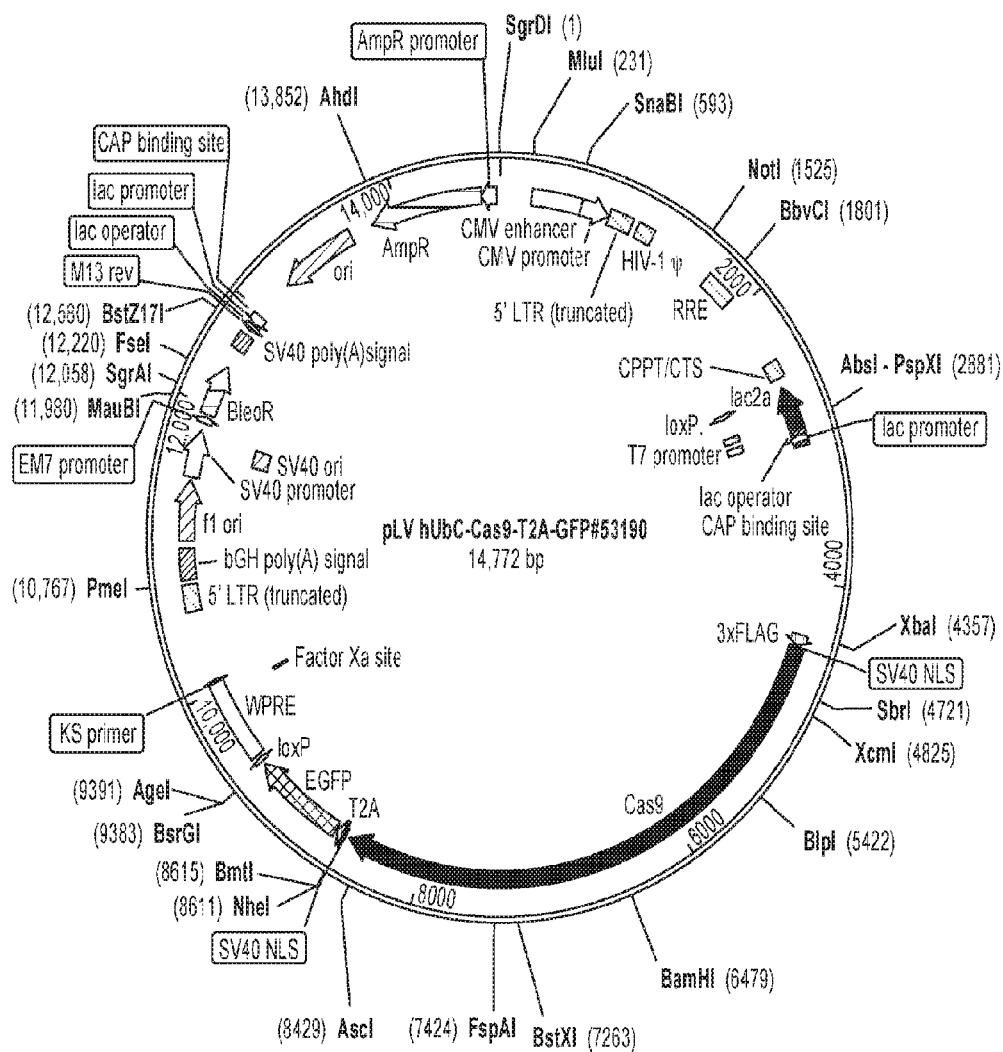 AmpR promoter
SgrDI (1)
MluI (231)
SnaBI (593)
(13,852) AhdI
NotI (1525)
BbvCI (1801)
CAP binding site
lac promoter
lac operator
M13 rev
(12,680) BstZ17I
(12,220) FseI
(12,058) SgrAI
(11,980) MauBI
EM7 promoter
14,000
AmpR
ori
CMV enhancer
CMV promoter
5' LTR (truncated)
HIV-1 ψ
RRE
2000
SV40 poly(A)signal
BleoR
12,000
SV40 ori
SV40 promoter
f1 ori
bGH poly(A) signal
5' LTR (truncated)
(10,767) PmeI
CPPT/CTS
lac2a
loxP.
T7 promoter
AbsI - PspXI (2881)
lac promoter
lac operator
CAP binding site
pLV hUbC-Cas9-T2A-GFP#53190
14,772 bp
4000
3xFLAG
XbaI (4357)
SV40 NLS
SbrI (4721)
XcmI (4825)
Factor Xa site
WPRE
KS primer
10,000
loxP
EGFP
T2A
(9391) AgeI
(9383) BsrGI
(8615) BmtI
(8611) NheI
SV40 NLS
Cas9
6000
8000
BlpI (5422)
BamHI (6479)
(8429) AscI
(7424) FspAI
BstXI (7263)